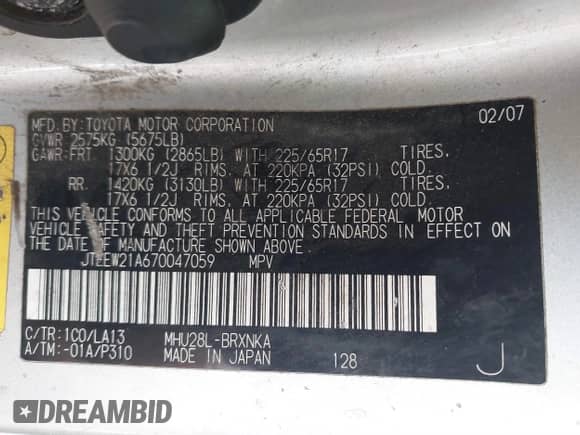 02/07
MFD.BY:TOYOTA MOTOR CORPORATION
GVWR 2575KG (5675LB)
GAWR:FRT 1300KG (2865LB) WITH 225/65R17 TIRES,
17X6 1/2J RIMS, AT 220KPA (32PSI) COLD.
RR. 1420KG (3130LB) WITH 225/65R17 TIRES,
17X6 1/2J RIMS, AT 220KPA (32PSI) COLD.
THIS VEHICLE CONFORMS TO ALL APPLICABLE FEDERAL MOTOR
VEHICLE SAFETY AND THEFT PREVENTION STANDARDS IN EFFECT ON
THE DATE OF MANUFACTURE SHOWN ABOVE.
JTEEW21A670047059 MPV
C/TR:1C0/LA13 MHU28L-BRXNKA
A/TM:-01A/P310 MADE IN JAPAN 128 J
DREAMBID